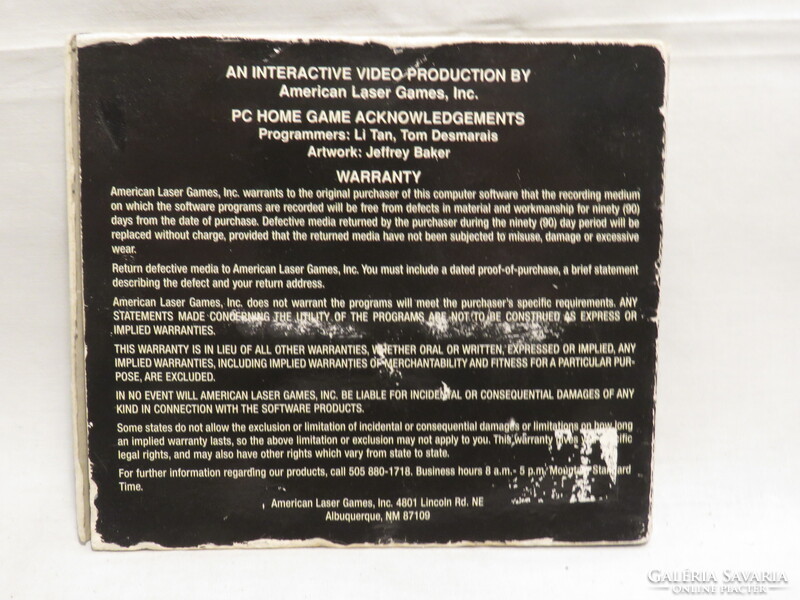 AN INTERACTIVE VIDEO PRODUCTION BY
American Laser Games, Inc.
PC HOME GAME ACKNOWLEDGEMENTS
Programmers: Li Tan, Tom Desmarais
Artwork: Jeffrey Baker
WARRANTY
American Laser Games, Inc. warrants to the original purchaser of this computer software that the recording medium
on which the software programs are recorded will be free from defects in material and workmanship for ninety (90)
days from the date of purchase. Defective media returned by the purchaser during the ninety (90) day period will be
replaced without charge, provided that the returned media have not been subjected to misuse, damage or excessive
wear.
Return defective media to American Laser Games, Inc. You must include a dated proof-of-purchase, a brief statement
describing the defect and your return address.
American Laser Games, Inc. does not warrant the programs will meet the purchaser's specific requirements. ANY
STATEMENTS MADE CONCERNING THE UTILITY OF THE PROGRAMS ARE NOT TO BE CONSTRUED AS EXPRESS OR
IMPLIED WARRANTIES.
THIS WARRANTY IS IN LIEU OF ALL OTHER WARRANTIES, WHETHER ORAL OR WRITTEN, EXPRESSED OR IMPLIED, ANY
IMPLIED WARRANTIES, INCLUDING IMPLIED WARRANTIES OF MERCHANTABILITY AND FITNESS FOR A PARTICULAR PUR-
POSE, ARE EXCLUDED.
IN NO EVENT WILL AMERICAN LASER GAMES, INC. BE LIABLE FOR INCIDENTAL OR CONSEQUENTIAL DAMAGES OF ANY
KIND IN CONNECTION WITH THE SOFTWARE PRODUCTS.
Some states do not allow the exclusion or limitation of incidental or consequential damages or limitations on how long
an implied warranty lasts, so the above limitation or exclusion may not apply to you. This warranty
legal rights, and may also have other rights which vary from state to state.
For further information regarding our products, call 505 880-1718. Business hours 8 a.m.- 5 p.m. Mountain Standard
Time.
American Laser Games, Inc. 4801 Lincoln Rd. NE
Albuquerque, NM 87109
GALÉRIA SAVARIA
ONLINE PIACTÉR